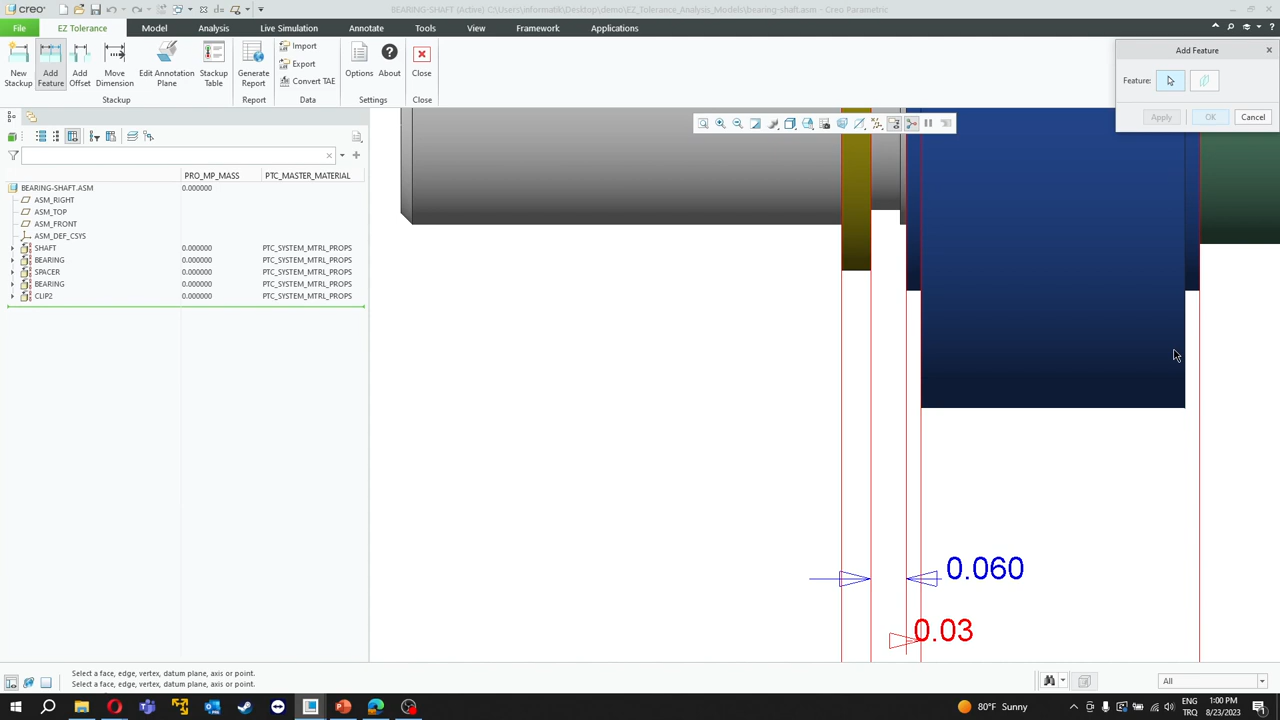 creo
BEARING-SHAFT (Active) C:\Users\informatik\Desktop\demo\EZ_Tolerance_Analysis_Models\bearing-shaft.asm - Creo Parametric
File EZ Tolerance Model Analysis Live Simulation Annotate Tools View Framework Applications
New Stackup
Add Feature
Add Offset
Move Dimension
Edit Annotation Plane
Stackup Table
Stackup
Generate Report
Report
Import
Export
Convert TAE
Data
Options
About
Settings
Close
Close
Add Feature
Feature:
Apply OK Cancel
PRO_MP_MASS PTC_MASTER_MATERIAL
BEARING-SHAFT.ASM 0.000000
ASM_RIGHT
ASM_TOP
ASM_FRONT
ASM_DEF_CSYS
SHAFT 0.000000 PTC_SYSTEM_MTRL_PROPS
BEARING 0.000000 PTC_SYSTEM_MTRL_PROPS
SPACER 0.000000 PTC_SYSTEM_MTRL_PROPS
BEARING 0.000000 PTC_SYSTEM_MTRL_PROPS
CLIP2 0.000000 PTC_SYSTEM_MTRL_PROPS
0.060
0.03
Select a face, edge, vertex, datum plane, axis or point.
Select a face, edge, vertex, datum plane, axis or point.
All
80°F Sunny
ENG
TRQ
1:00 PM
8/23/2023